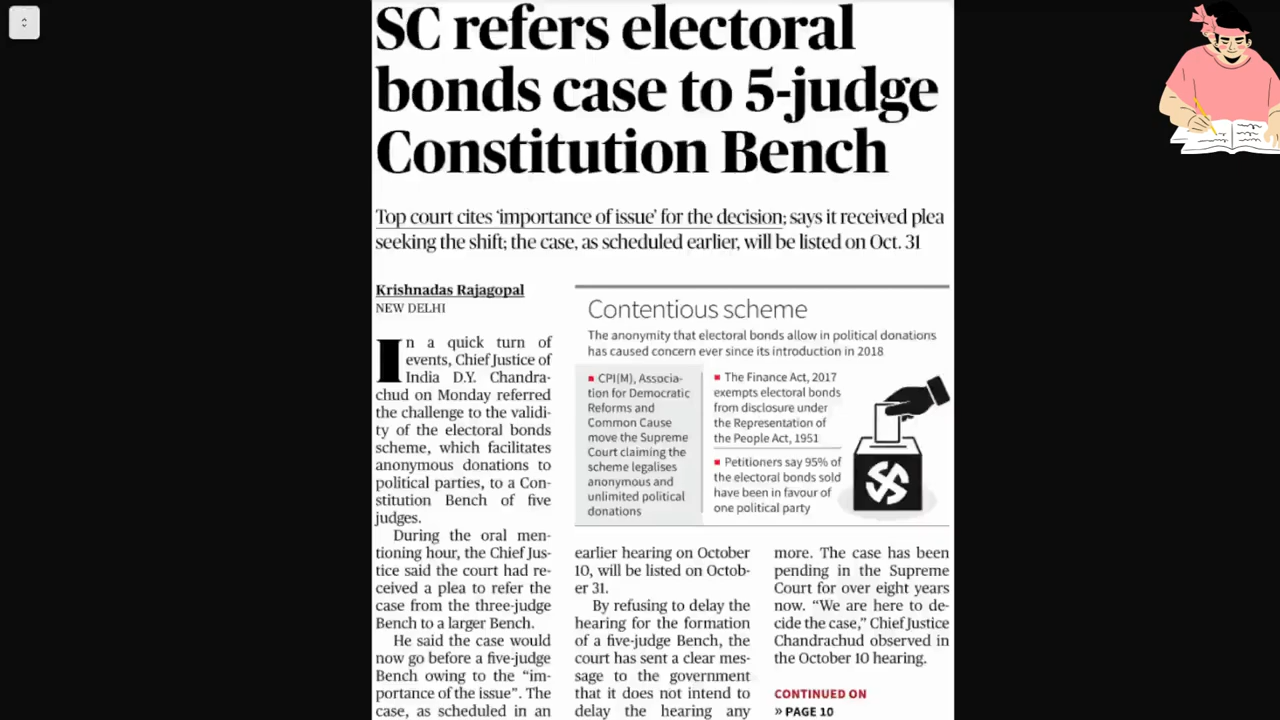 SC refers electoral
bonds case to 5-judge
Constitution Bench
Top court cites ‘importance of issue’ for the decision; says it received plea
seeking the shift; the case, as scheduled earlier, will be listed on Oct. 31
Krishnadas Rajagopal
NEW DELHI
In a quick turn of
events, Chief Justice of
India D.Y. Chandra-
chud on Monday referred
the challenge to the validi-
ty of the electoral bonds
scheme, which facilitates
anonymous donations to
political parties, to a Con-
stitution Bench of five
judges.
During the oral men-
tioning hour, the Chief Jus-
tice said the court had re-
ceived a plea to refer the
case from the three-judge
Bench to a larger Bench.
He said the case would
now go before a five-judge
Bench owing to the “im-
portance of the issue”. The
case, as scheduled in an
Contentious scheme
The anonymity that electoral bonds allow in political donations
has caused concern ever since its introduction in 2018
■ CPI(M), Associa-
tion for Democratic
Reforms and
Common Cause
move the Supreme
Court claiming the
scheme legalises
anonymous and
unlimited political
donations
■ The Finance Act, 2017
exempts electoral bonds
from disclosure under
the Representation of
the People Act, 1951
■ Petitioners say 95% of
the electoral bonds sold
have been in favour of
one political party
earlier hearing on October
10, will be listed on Octob-
er 31.
By refusing to delay the
hearing for the formation
of a five-judge Bench, the
court has sent a clear mes-
sage to the government
that it does not intend to
delay the hearing any
more. The case has been
pending in the Supreme
Court for over eight years
now. “We are here to de-
cide the case,” Chief Justice
Chandrachud observed in
the October 10 hearing.
CONTINUED ON
» PAGE 10